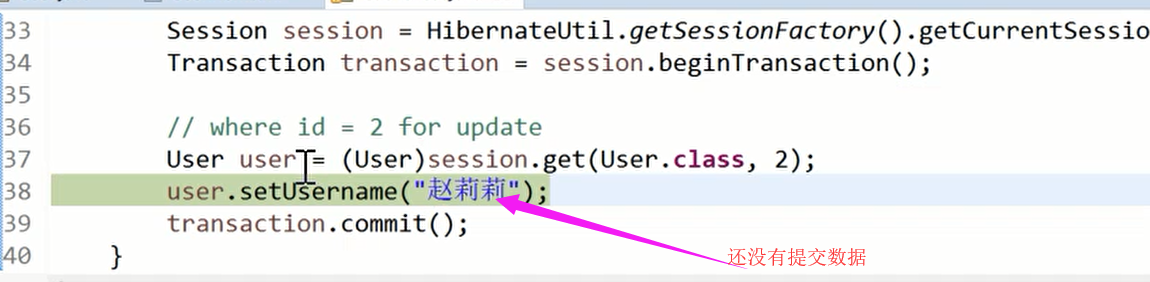 33 Session session = HibernateUtil.getSessionFactory().getCurrentSessio
34 Transaction transaction = session.beginTransaction();
35
36 // where id = 2 for update
37 User user = (User)session.get(User.class, 2);
38 user.setUsername("赵莉莉");
39 transaction.commit();
40 }
还没有提交数据